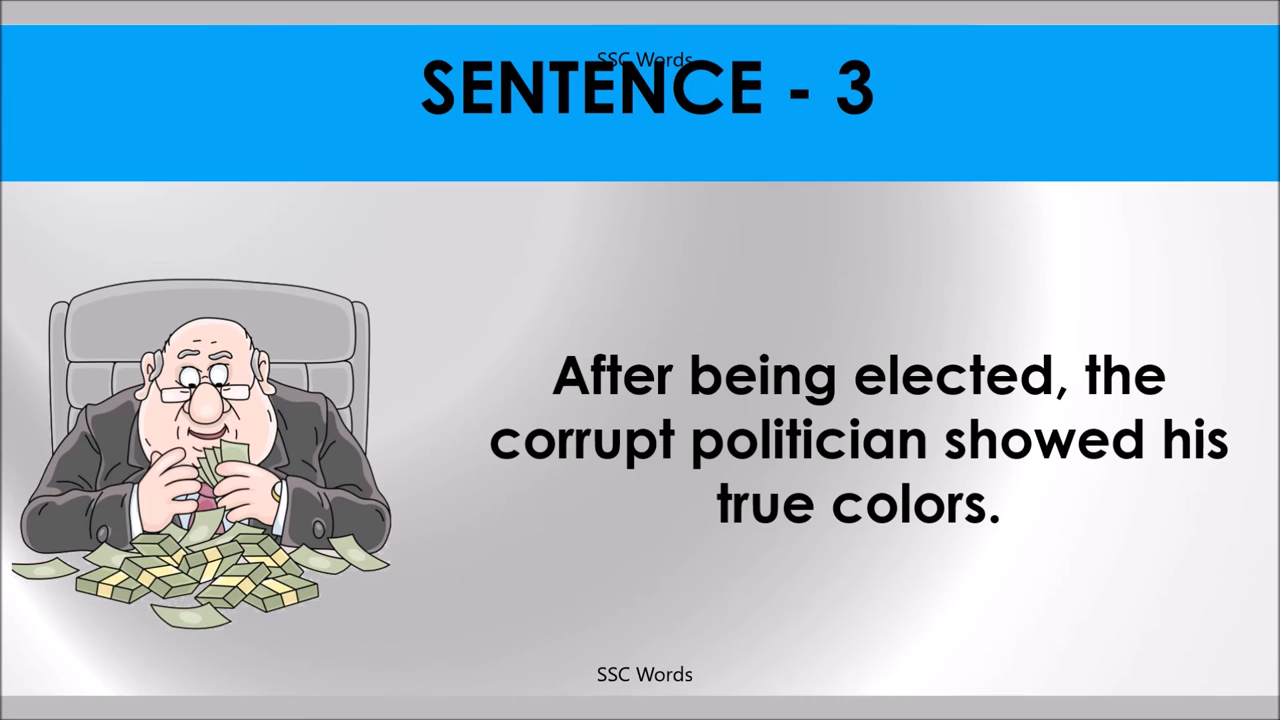 SSC Words
SENTENCE - 3
After being elected, the
corrupt politician showed his
true colors.
SSC Words